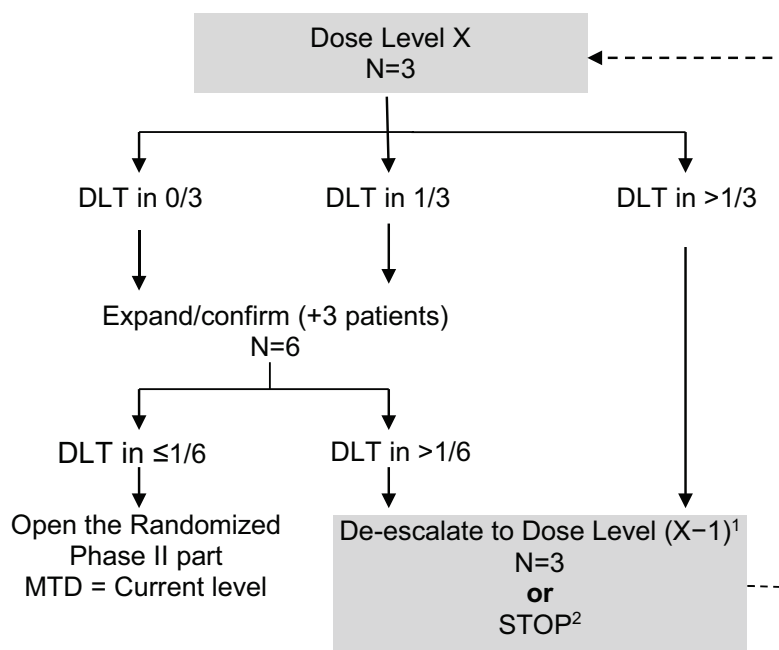 Dose Level X
N=3
DLT in 0/3
DLT in 1/3
DLT in >1/3
Expand/confirm (+3 patients)
N=6
DLT in ≤1/6
DLT in >1/6
Open the Randomized
Phase II part
MTD = Current level
De-escalate to Dose Level (X−1)¹
N=3
or
STOP²